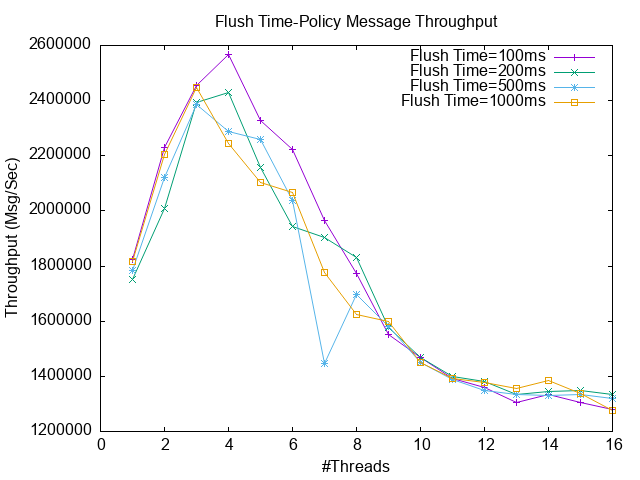 Flush Time-Policy Message Throughput
Flush Time=100ms
Flush Time=200ms
Flush Time=500ms
Flush Time=1000ms
Throughput (Msg/Sec)
2600000
2400000
2200000
2000000
1800000
1600000
1400000
1200000
0 2 4 6 8 10 12 14 16
#Threads